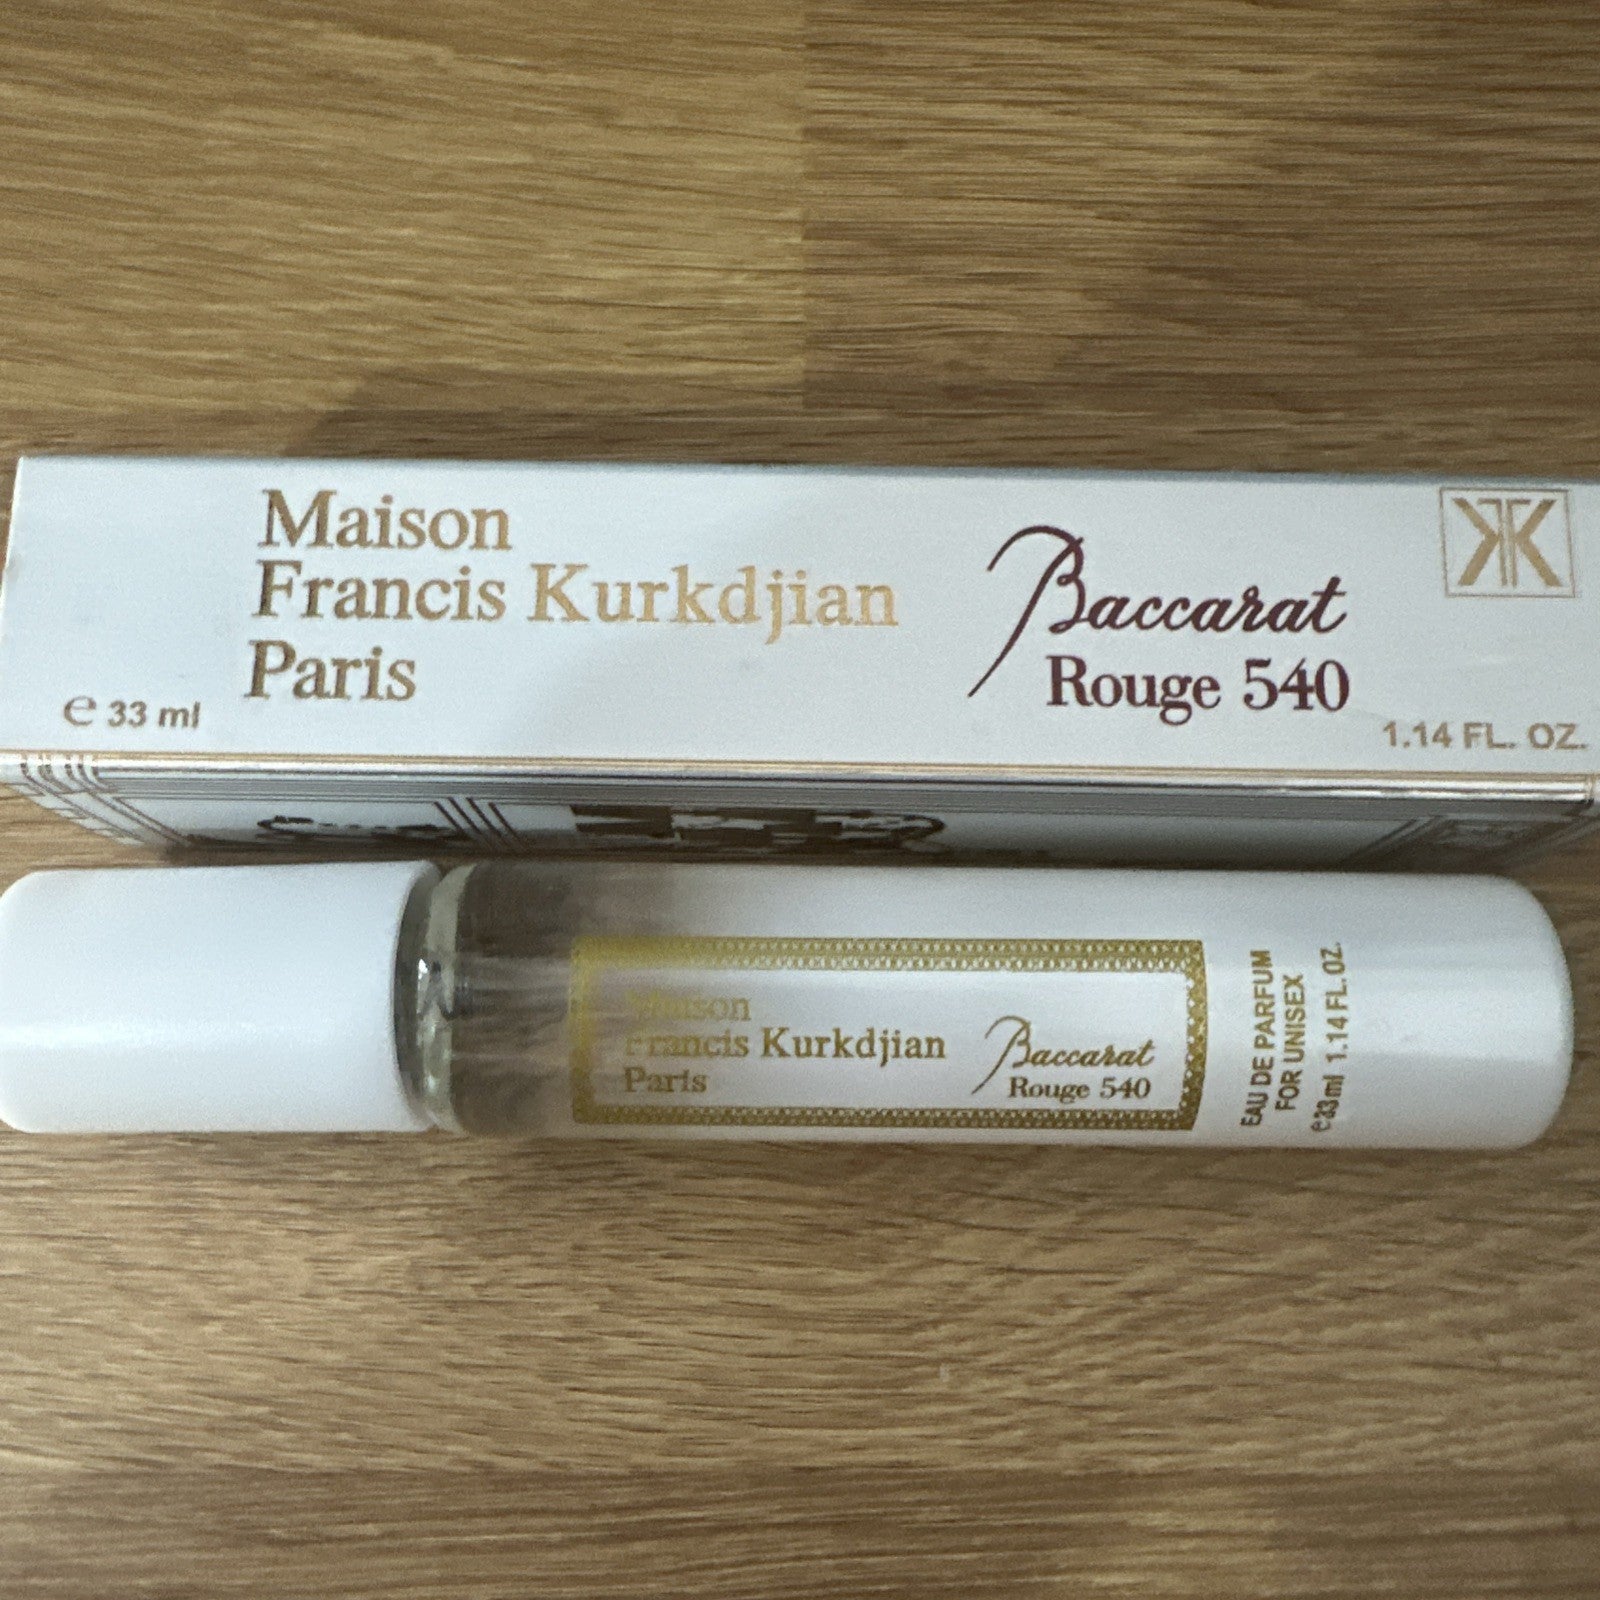 Maison
Francis Kurkdjian
Paris
℮ 33 ml
Baccarat
Rouge 540
1.14 FL. OZ.
Maison
Francis Kurkdjian
Paris
Baccarat
Rouge 540
EAU DE PARFUM
FOR UNISEX
℮33ml 1.14 FL.OZ.